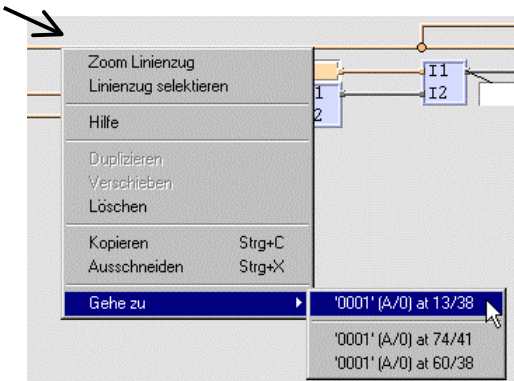 Zoom Linienzug
Linienzug selektieren
Hilfe
Duplizieren
Verschieben
Löschen
Kopieren Strg+C
Ausschneiden Strg+X
Gehe zu
I1
I2
1
2
'0001' (A/0) at 13/38
'0001' (A/0) at 74/41
'0001' (A/0) at 60/38